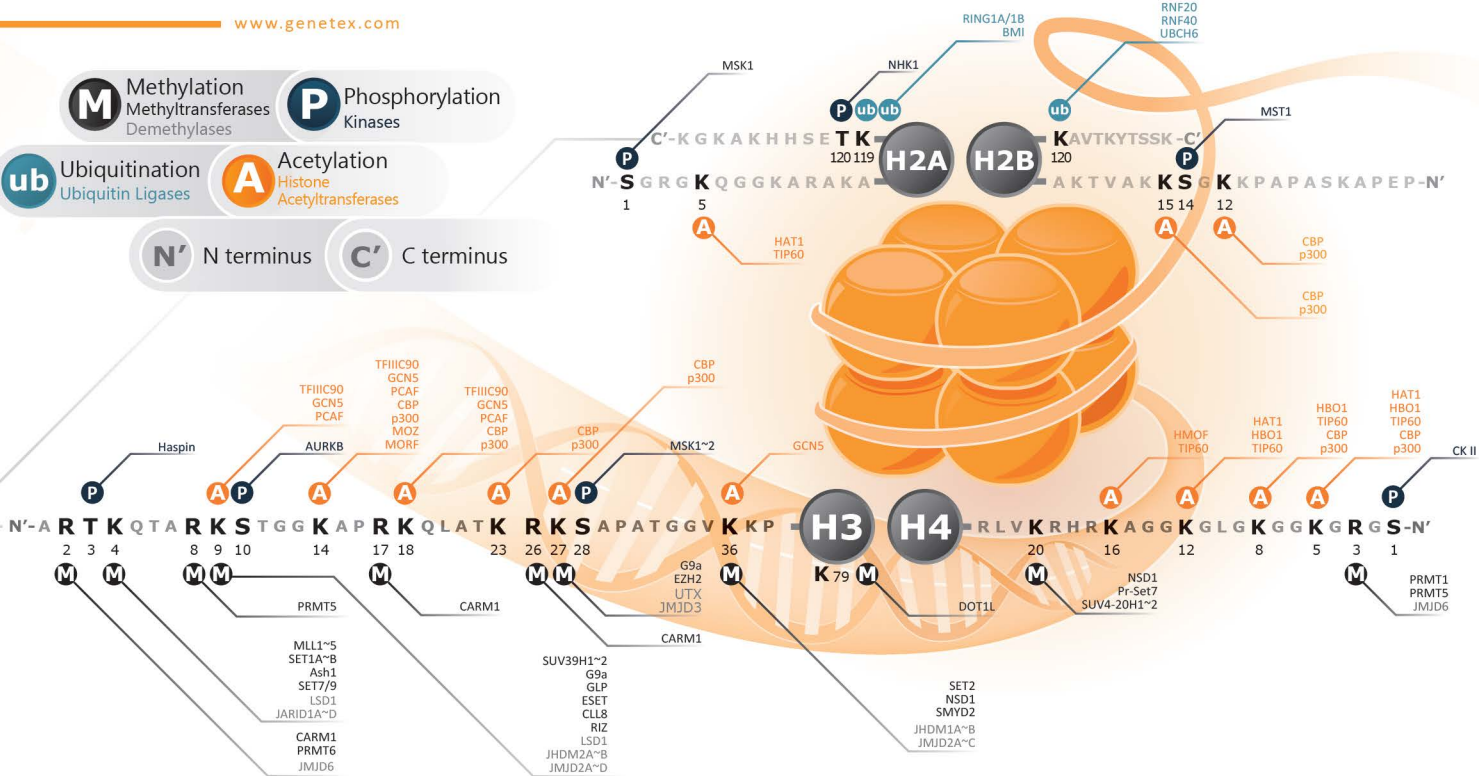 www.genetex.com
M Methylation
Methyltransferases
Demethylases
P Phosphorylation
Kinases
ub Ubiquitination
Ubiquitin Ligases
A Acetylation
Histone
Acetyltransferases
N' N terminus
C' C terminus
MSK1
NHK1
RING1A/1B
BMI
RNF20
RNF40
UBCH6
MST1
P ub ub
ub
C'-KGKAKHHSETK
120 119
H2A
H2B
KAVTKYTSSK-C'
120
P
P
N'-SGRGKQGGKARAKA
1 5
AKTVAKKSGKKPAPASKAPEP-N'
15 14 12
A
A A
HAT1
TIP60
CBP
p300
CBP
p300
Haspin
TFIIIC90
GCN5
PCAF
AURKB
TFIIIC90
GCN5
PCAF
CBP
p300
MOZ
MORF
TFIIIC90
GCN5
PCAF
CBP
p300
CBP
p300
CBP
p300
MSK1~2
GCN5
HMOF
TIP60
HAT1
HBO1
TIP60
HBO1
TIP60
CBP
p300
HAT1
HBO1
TIP60
CBP
p300
CK II
P A P A A A A P A
A A A A P
N'-ARTKQTARKSTGGKAPRKQLATKRKSAPATGGVKKP
2 3 4 8 9 10 14 17 18 23 26 27 28 36
H3
K 79 M
H4
RLVKRHRKAGGKGLGKGGKGRGS-N'
20 16 12 8 5 3 1
M M M M M M M M
M M
PRMT5
CARM1
G9a
EZH2
UTX
JMJD3
CARM1
DOT1L
NSD1
Pr-Set7
SUV4-20H1~2
PRMT1
PRMT5
JMJD6
MLL1~5
SET1A~B
Ash1
SET7/9
LSD1
JARID1A~D
CARM1
PRMT6
JMJD6
SUV39H1~2
G9a
GLP
ESET
CLL8
RIZ
LSD1
JHDM2A~B
JMJD2A~D
SET2
NSD1
SMYD2
JHDM1A~B
JMJD2A~C